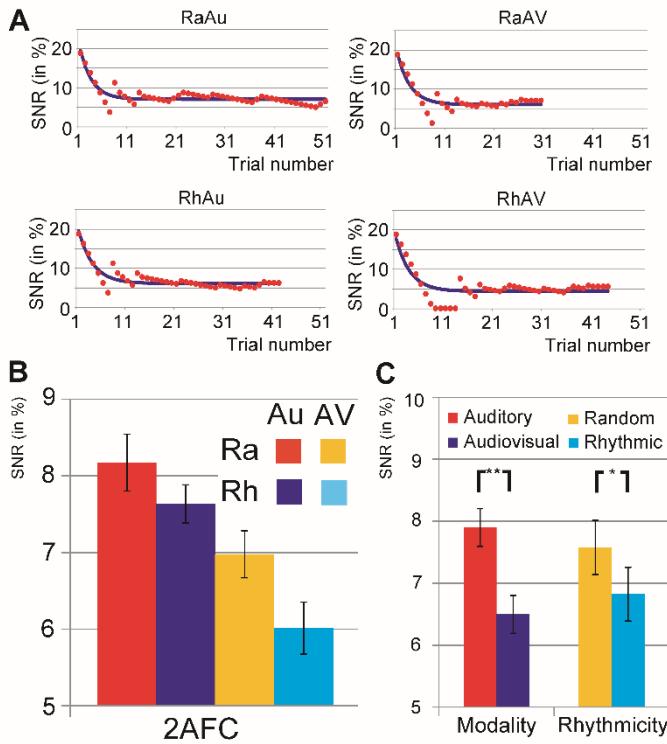 A
RaAu
SNR (in %)
20
10
0
1 11 21 31 41 51
Trial number
RaAV
SNR (in %)
20
10
0
1 11 21 31 41 51
Trial number
RhAu
SNR (in %)
20
10
0
1 11 21 31 41 51
Trial number
RhAV
SNR (in %)
20
10
0
1 11 21 31 41 51
Trial number
B
SNR (in %)
9
8
7
6
5
Au AV
Ra
Rh
2AFC
C
SNR (in %)
10
9
8
7
6
5
Auditory Random
Audiovisual Rhythmic
** *
Modality Rhythmicity